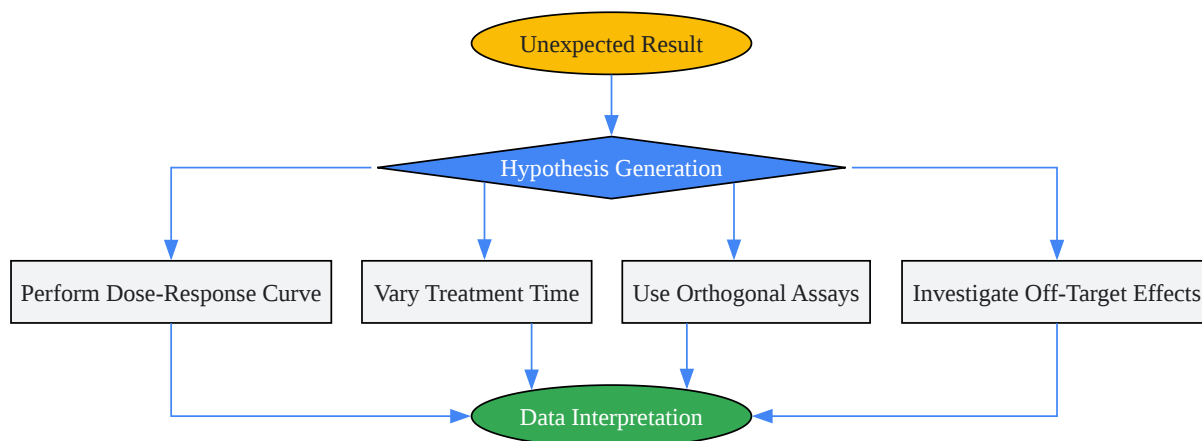 Unexpected Result
Hypothesis Generation
Perform Dose-Response Curve
Vary Treatment Time
Use Orthogonal Assays
Investigate Off-Target Effects
Data Interpretation